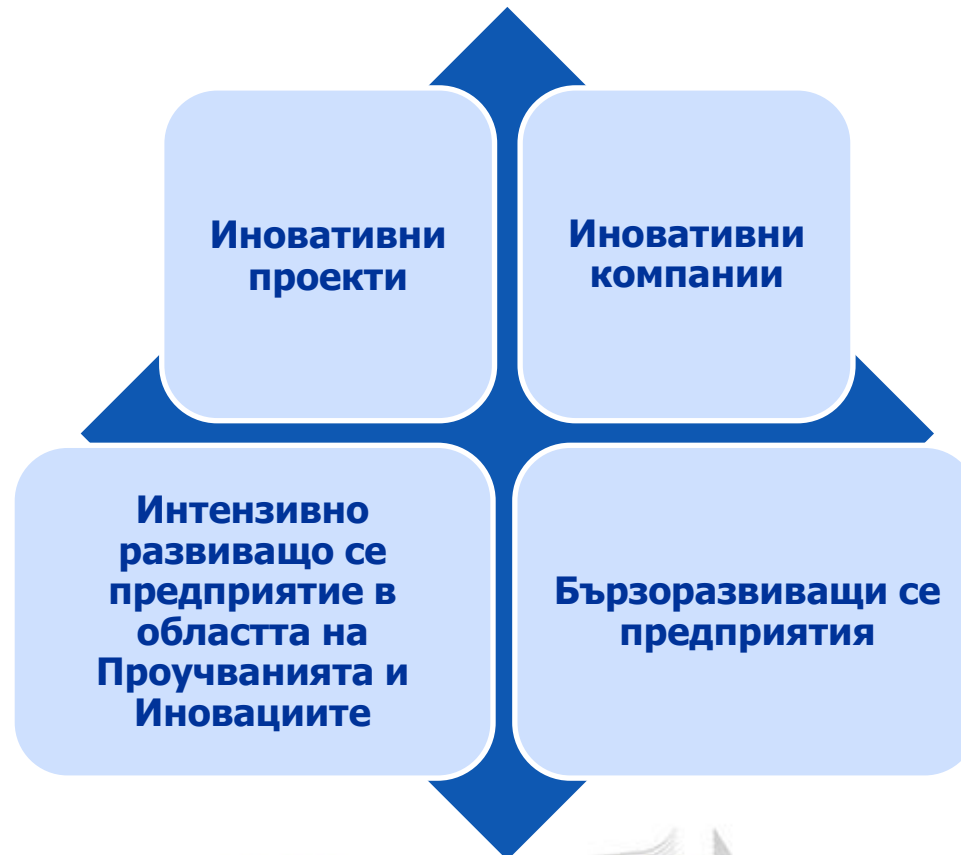 Иновативни
проекти
Иновативни
компании
Интензивно
развиващо се
предприятие в
областта на
Проучванията и
Иновациите
Бързоразвиващи се
предприятия